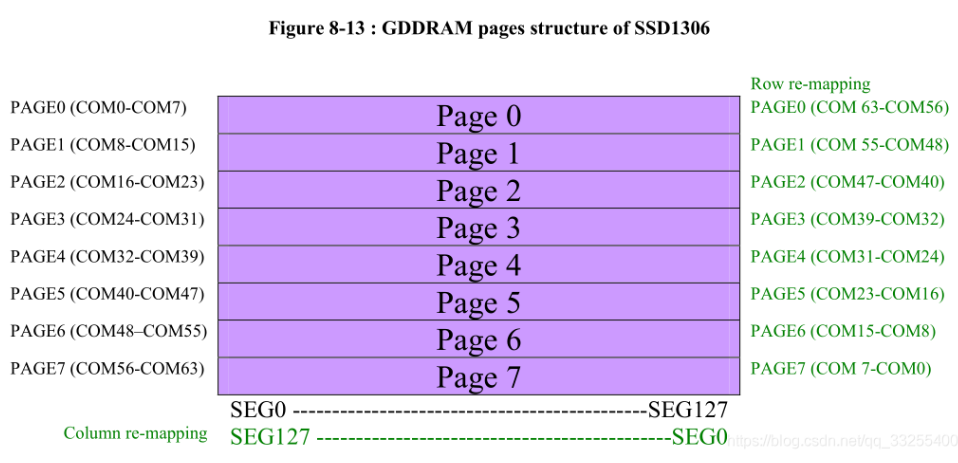 Figure 8-13 : GDDRAM pages structure of SSD1306
Row re-mapping
PAGE0 (COM0-COM7) Page 0 PAGE0 (COM 63-COM56)
PAGE1 (COM8-COM15) Page 1 PAGE1 (COM 55-COM48)
PAGE2 (COM16-COM23) Page 2 PAGE2 (COM47-COM40)
PAGE3 (COM24-COM31) Page 3 PAGE3 (COM39-COM32)
PAGE4 (COM32-COM39) Page 4 PAGE4 (COM31-COM24)
PAGE5 (COM40-COM47) Page 5 PAGE5 (COM23-COM16)
PAGE6 (COM48–COM55) Page 6 PAGE6 (COM15-COM8)
PAGE7 (COM56-COM63) Page 7 PAGE7 (COM 7-COM0)
SEG0 ---------------------------------------------SEG127
Column re-mapping SEG127 ---------------------------------------------SEG0
https://blog.csdn.net/qq_33255400